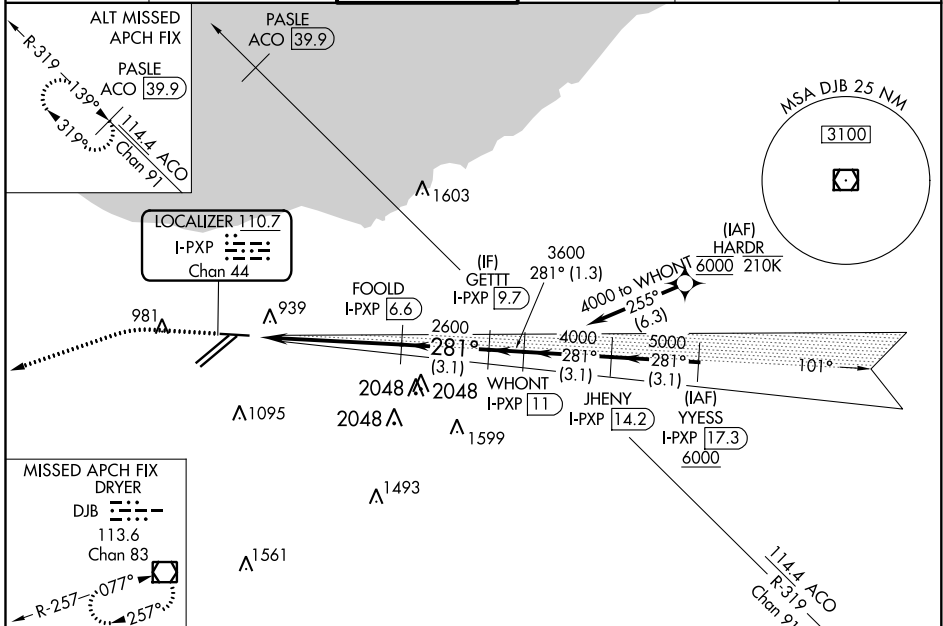 ALT MISSED
APCH FIX
PASLE
ACO 39.9
R-319
139°
319°
114.4 ACO
Chan 91
PASLE
ACO 39.9
MSA DJB 25 NM
3100
1603
LOCALIZER 110.7
I-PXP
Chan 44
(IAF)
HARDR
6000 210K
4000 to WHONT
255°
(6.3)
(IF)
GETTT
I-PXP 9.7
3600
281° (1.3)
FOOLD
I-PXP 6.6
981
939
2600
281°
(3.1)
4000
281°
(3.1)
5000
281°
(3.1)
101°
2048
2048
2048
WHONT
I-PXP 11
JHENY
I-PXP 14.2
(IAF)
YYESS
I-PXP 17.3
6000
1095
1599
1493
1561
MISSED APCH FIX
DRYER
DJB
113.6
Chan 83
R-257
077°
257°
114.4 ACO
R-319
Chan 91